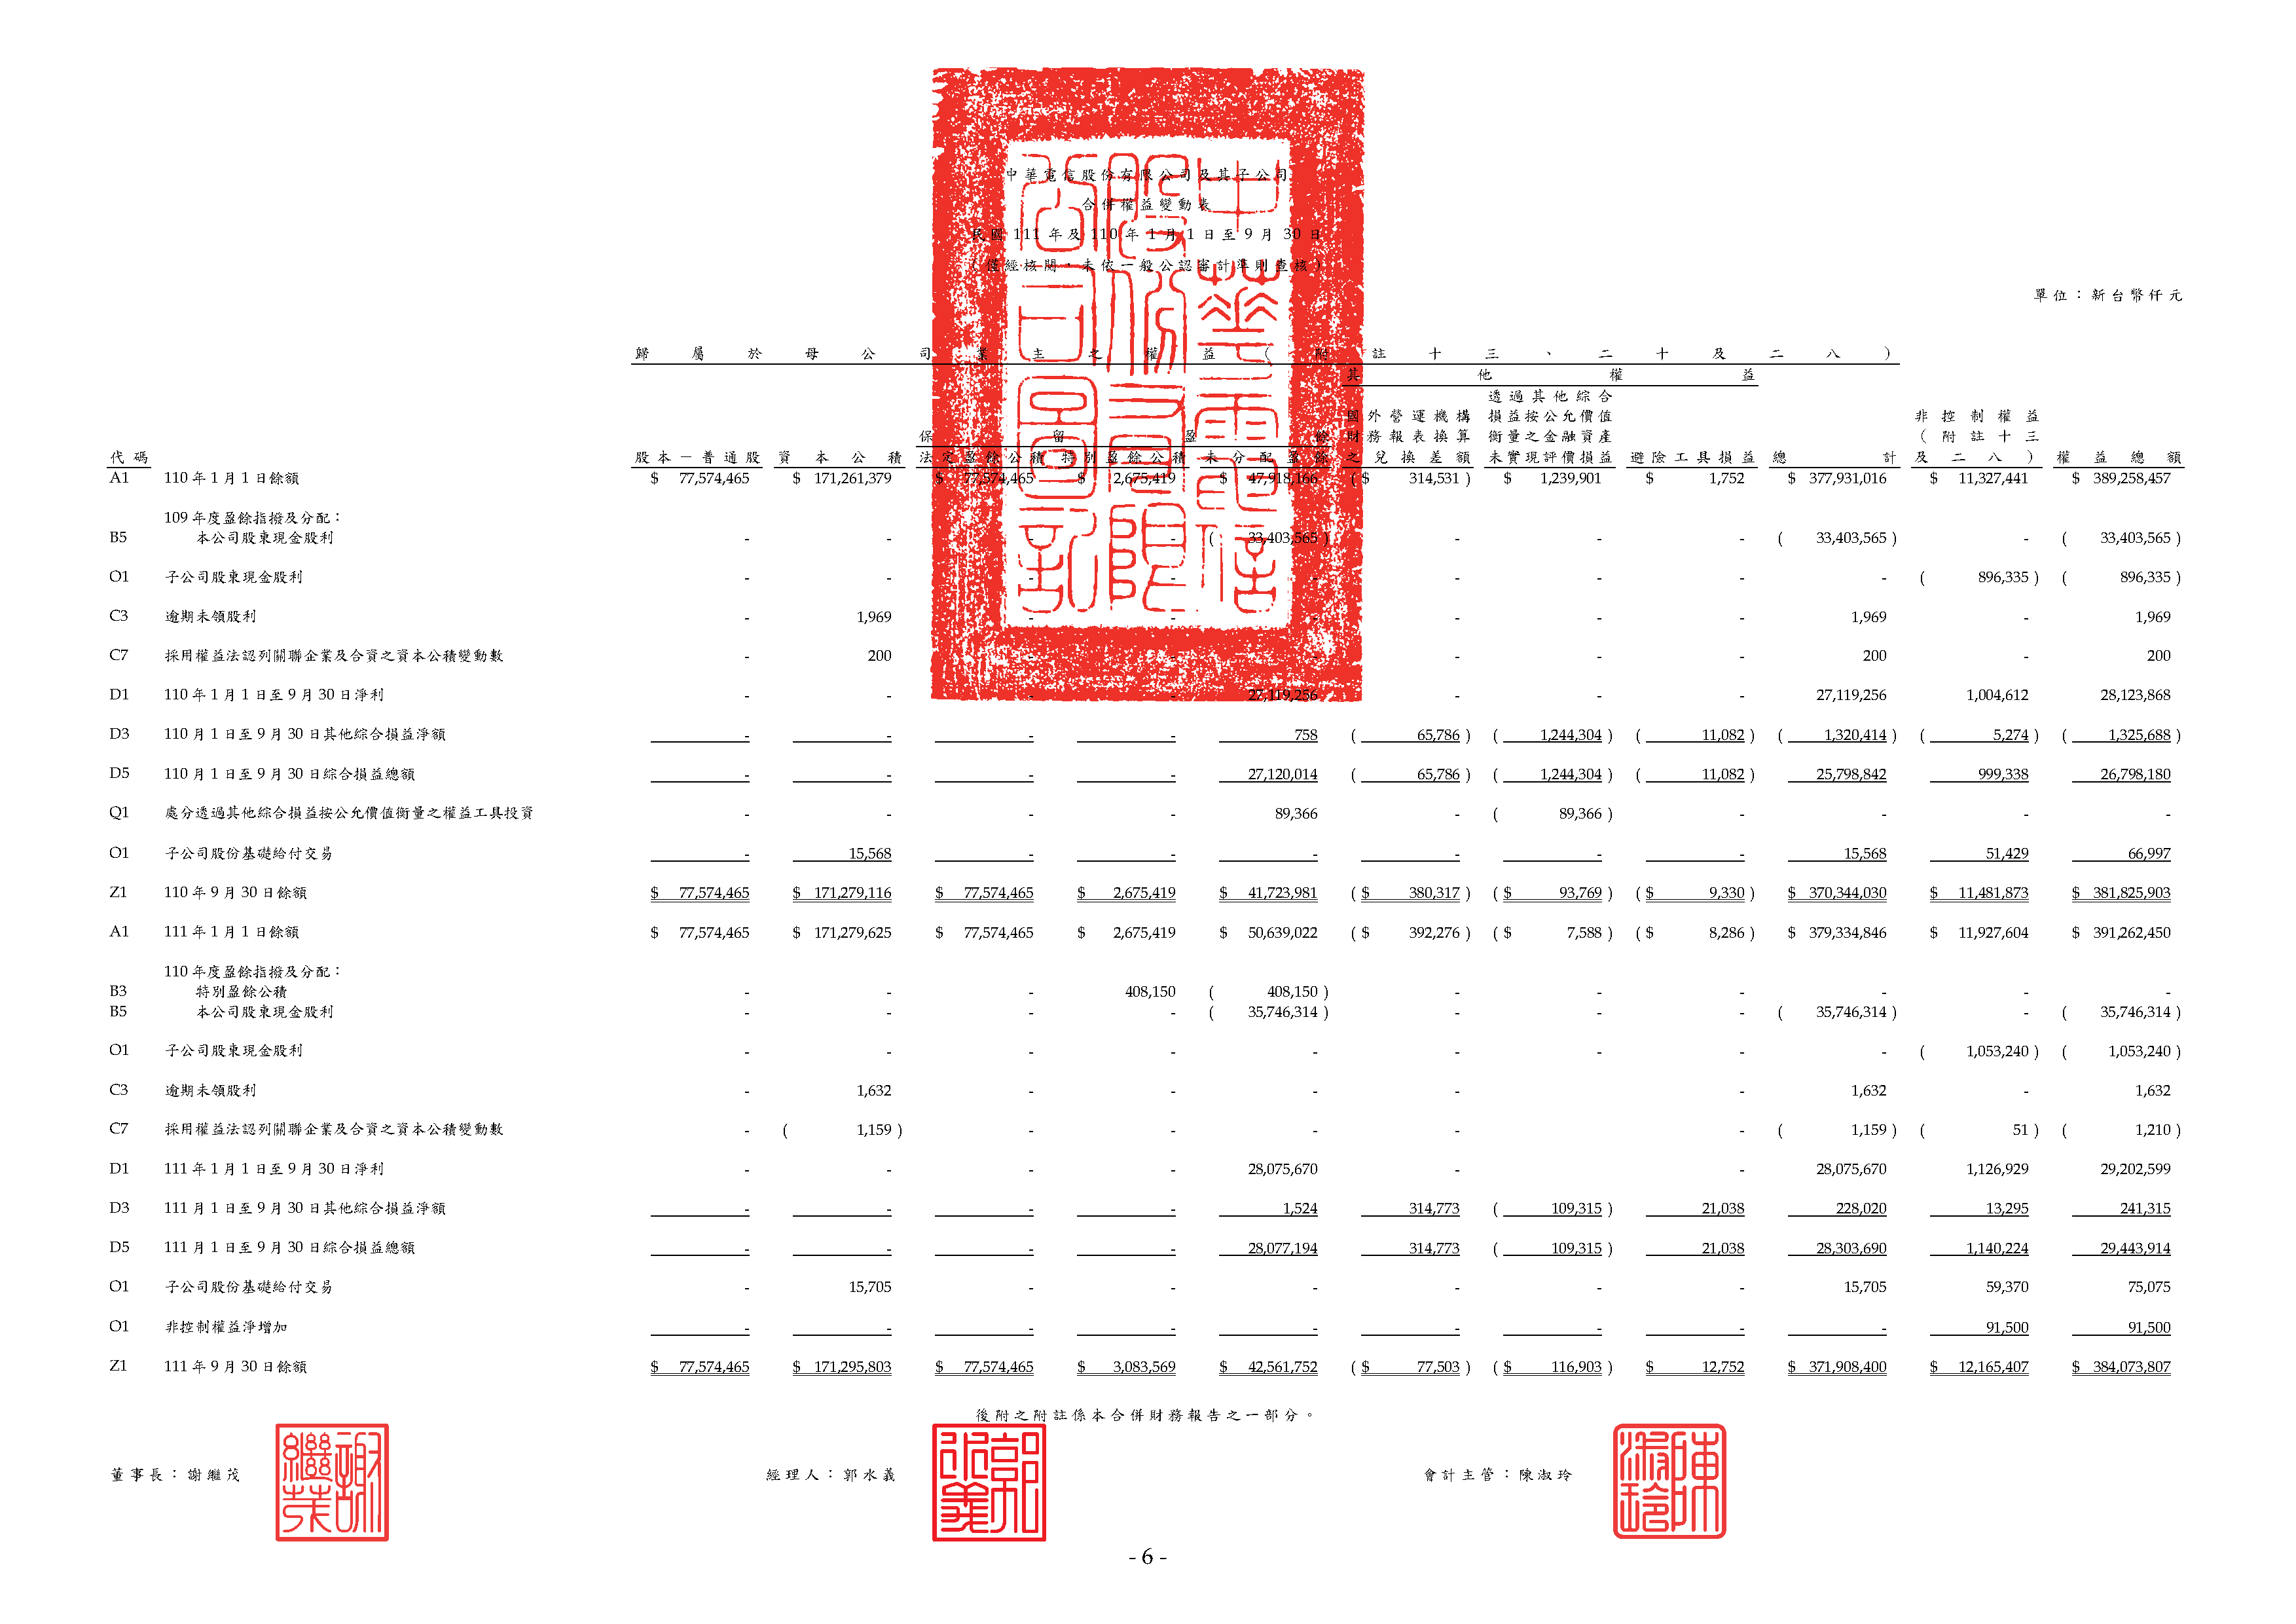 中華電信股份有限公司及其子公司
合併權益變動表
民國 111 年及 110 年 1 月 1 日至 9 月 30 日
（僅經核閱，未依一般公認審計準則查核）
單位：新台幣仟元
歸屬於母公司業主之權益（附註十三、二十及二八）
其他權益
透過其他綜合
國外營運機構 損益按公允價值 非控制權益
保留盈餘 財務報表換算 衡量之金融資產 （附註十三
代碼 股本－普通股 資本公積 法定盈餘公積 特別盈餘公積 未分配盈餘 之兌換差額 未實現評價損益 避險工具損益 總計 及二八） 權益總額
A1 110 年 1 月 1 日餘額 $ 77,574,465 $ 171,261,379 $ 77,574,465 $ 2,675,419 $ 47,918,166 ($ 314,531 ) $ 1,239,901 $ 1,752 $ 377,931,016 $ 11,327,441 $ 389,258,457
109 年度盈餘指撥及分配：
B5 本公司股東現金股利 - - - - ( 33,403,565 ) - - - ( 33,403,565 ) - ( 33,403,565 )
O1 子公司股東現金股利 - - - - - - - - - ( 896,335 ) ( 896,335 )
C3 逾期未領股利 - 1,969 - - - - - - 1,969 - 1,969
C7 採用權益法認列關聯企業及合資之資本公積變動數 - 200 - - - - - - 200 - 200
D1 110 年 1 月 1 日至 9 月 30 日淨利 - - - - 27,119,256 - - - 27,119,256 1,004,612 28,123,868
D3 110 月 1 日至 9 月 30 日其他綜合損益淨額 - - - - 758 ( 65,786 ) ( 1,244,304 ) ( 11,082 ) ( 1,320,414 ) ( 5,274 ) ( 1,325,688 )
D5 110 月 1 日至 9 月 30 日綜合損益總額 - - - - 27,120,014 ( 65,786 ) ( 1,244,304 ) ( 11,082 ) 25,798,842 999,338 26,798,180
Q1 處分透過其他綜合損益按公允價值衡量之權益工具投資 - - - - 89,366 - ( 89,366 ) - - - -
O1 子公司股份基礎給付交易 - 15,568 - - - - - - 15,568 51,429 66,997
Z1 110 年 9 月 30 日餘額 $ 77,574,465 $ 171,279,116 $ 77,574,465 $ 2,675,419 $ 41,723,981 ($ 380,317 ) ($ 93,769 ) ($ 9,330 ) $ 370,344,030 $ 11,481,873 $ 381,825,903
A1 111 年 1 月 1 日餘額 $ 77,574,465 $ 171,279,625 $ 77,574,465 $ 2,675,419 $ 50,639,022 ($ 392,276 ) ($ 7,588 ) ($ 8,286 ) $ 379,334,846 $ 11,927,604 $ 391,262,450
110 年度盈餘指撥及分配：
B3 特別盈餘公積 - - - 408,150 ( 408,150 ) - - - - - -
B5 本公司股東現金股利 - - - - ( 35,746,314 ) - - - ( 35,746,314 ) - ( 35,746,314 )
O1 子公司股東現金股利 - - - - - - - - - ( 1,053,240 ) ( 1,053,240 )
C3 逾期未領股利 - 1,632 - - - - - 1,632 - 1,632
C7 採用權益法認列關聯企業及合資之資本公積變動數 - ( 1,159 ) - - - - - ( 1,159 ) ( 51 ) ( 1,210 )
D1 111 年 1 月 1 日至 9 月 30 日淨利 - - - - 28,075,670 - - 28,075,670 1,126,929 29,202,599
D3 111 月 1 日至 9 月 30 日其他綜合損益淨額 - - - - 1,524 314,773 ( 109,315 ) 21,038 228,020 13,295 241,315
D5 111 月 1 日至 9 月 30 日綜合損益總額 - - - - 28,077,194 314,773 ( 109,315 ) 21,038 28,303,690 1,140,224 29,443,914
O1 子公司股份基礎給付交易 - 15,705 - - - - - - 15,705 59,370 75,075
O1 非控制權益淨增加 - - - - - - - - - 91,500 91,500
Z1 111 年 9 月 30 日餘額 $ 77,574,465 $ 171,295,803 $ 77,574,465 $ 3,083,569 $ 42,561,752 ($ 77,503 ) ($ 116,903 ) $ 12,752 $ 371,908,400 $ 12,165,407 $ 384,073,807
後附之附註係本合併財務報告之一部分。
董事長：謝繼茂 經理人：郭水義 會計主管：陳淑玲
- 6 -